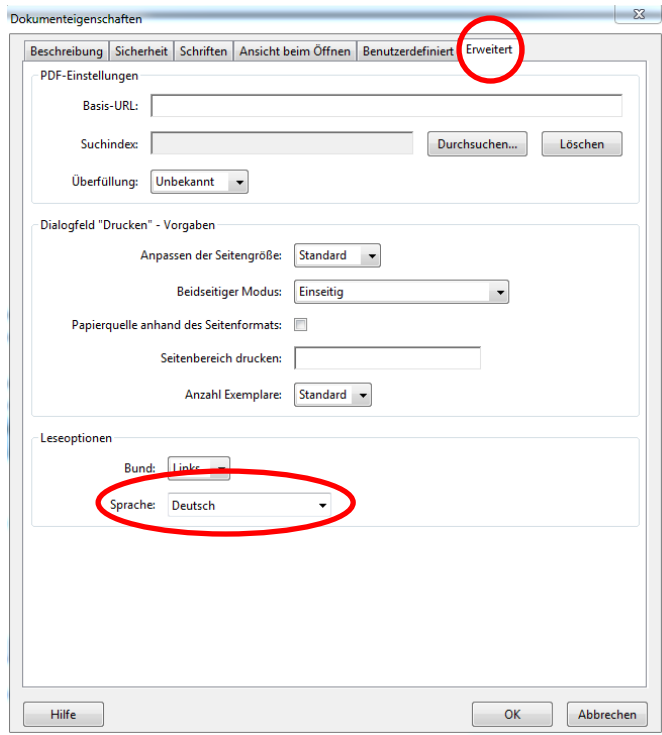 Dokumenteigenschaften
Beschreibung Sicherheit Schriften Ansicht beim Öffnen Benutzerdefiniert Erweitert
PDF-Einstellungen
Basis-URL:
Suchindex: Durchsuchen... Löschen
Überfüllung: Unbekannt
Dialogfeld "Drucken" - Vorgaben
Anpassen der Seitengröße: Standard
Beidseitiger Modus: Einseitig
Papierquelle anhand des Seitenformats:
Seitenbereich drucken:
Anzahl Exemplare: Standard
Leseoptionen
Bund: Links
Sprache: Deutsch
Hilfe OK Abbrechen